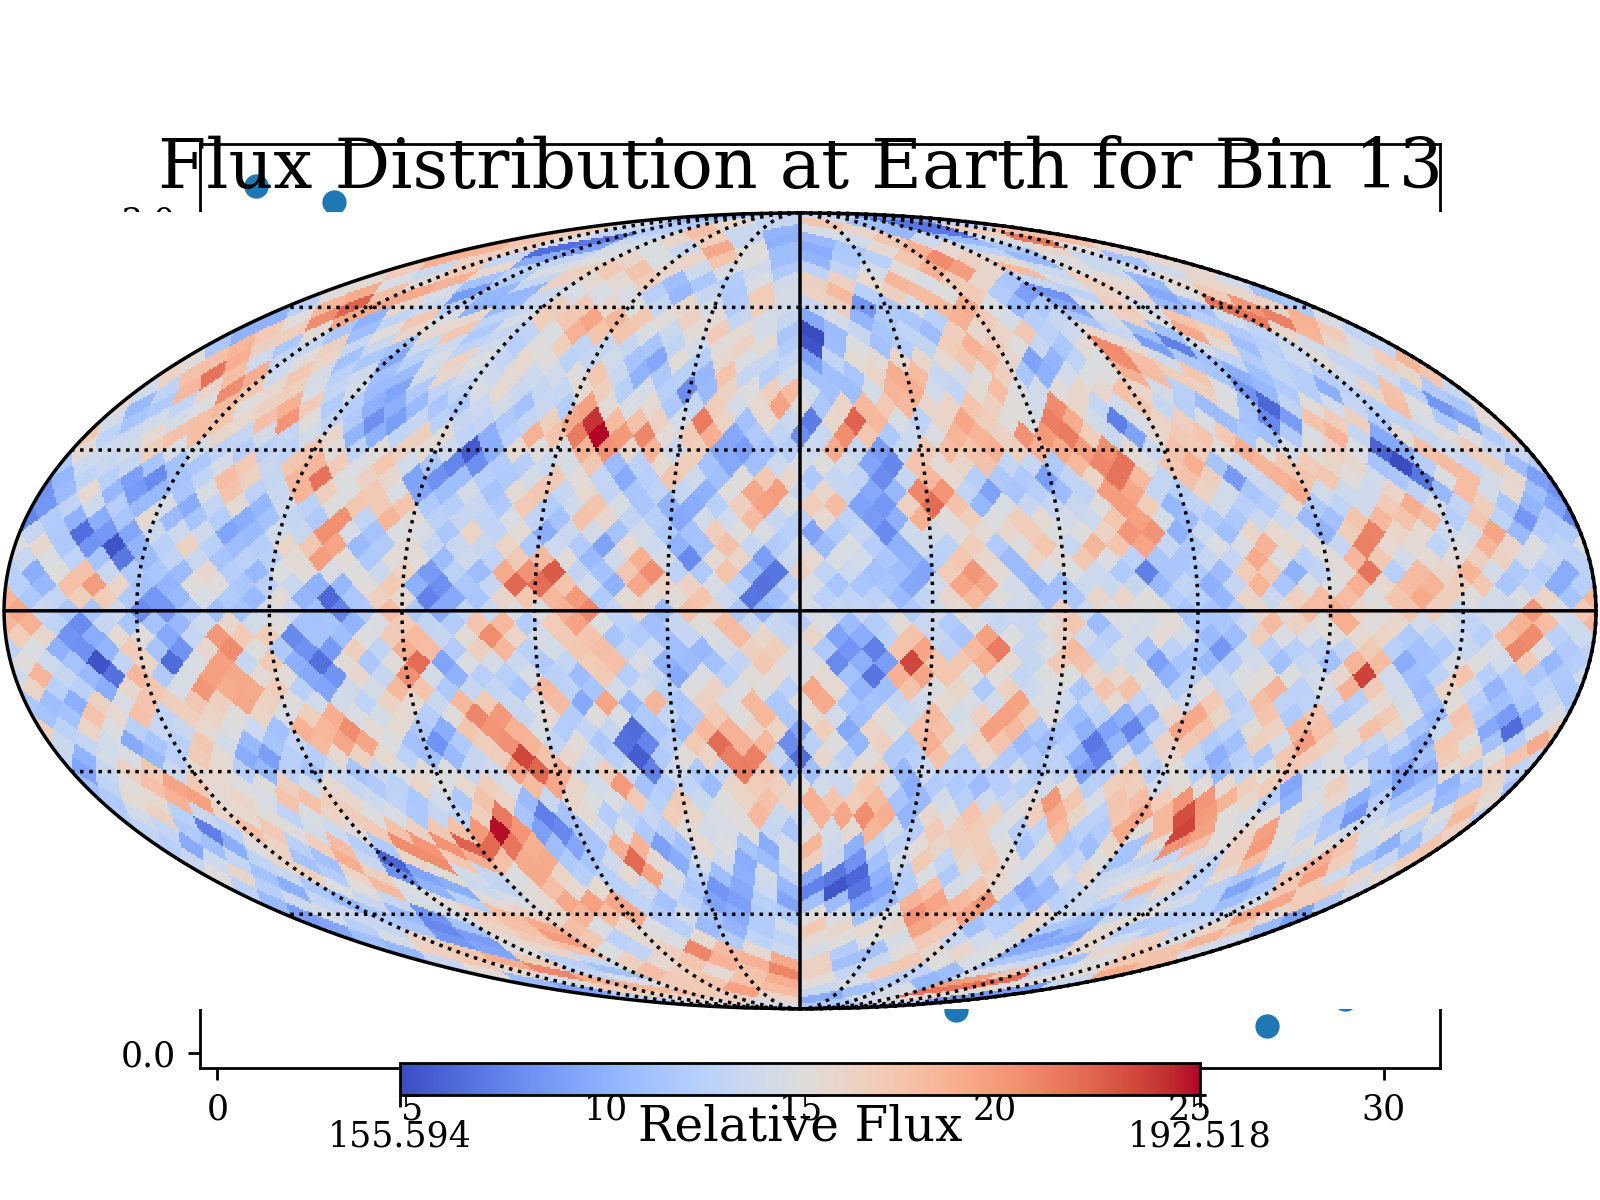 Flux Distribution at Earth for Bin 13
0.0
0 5 10 15 20 25 30
Relative Flux
155.594 192.518